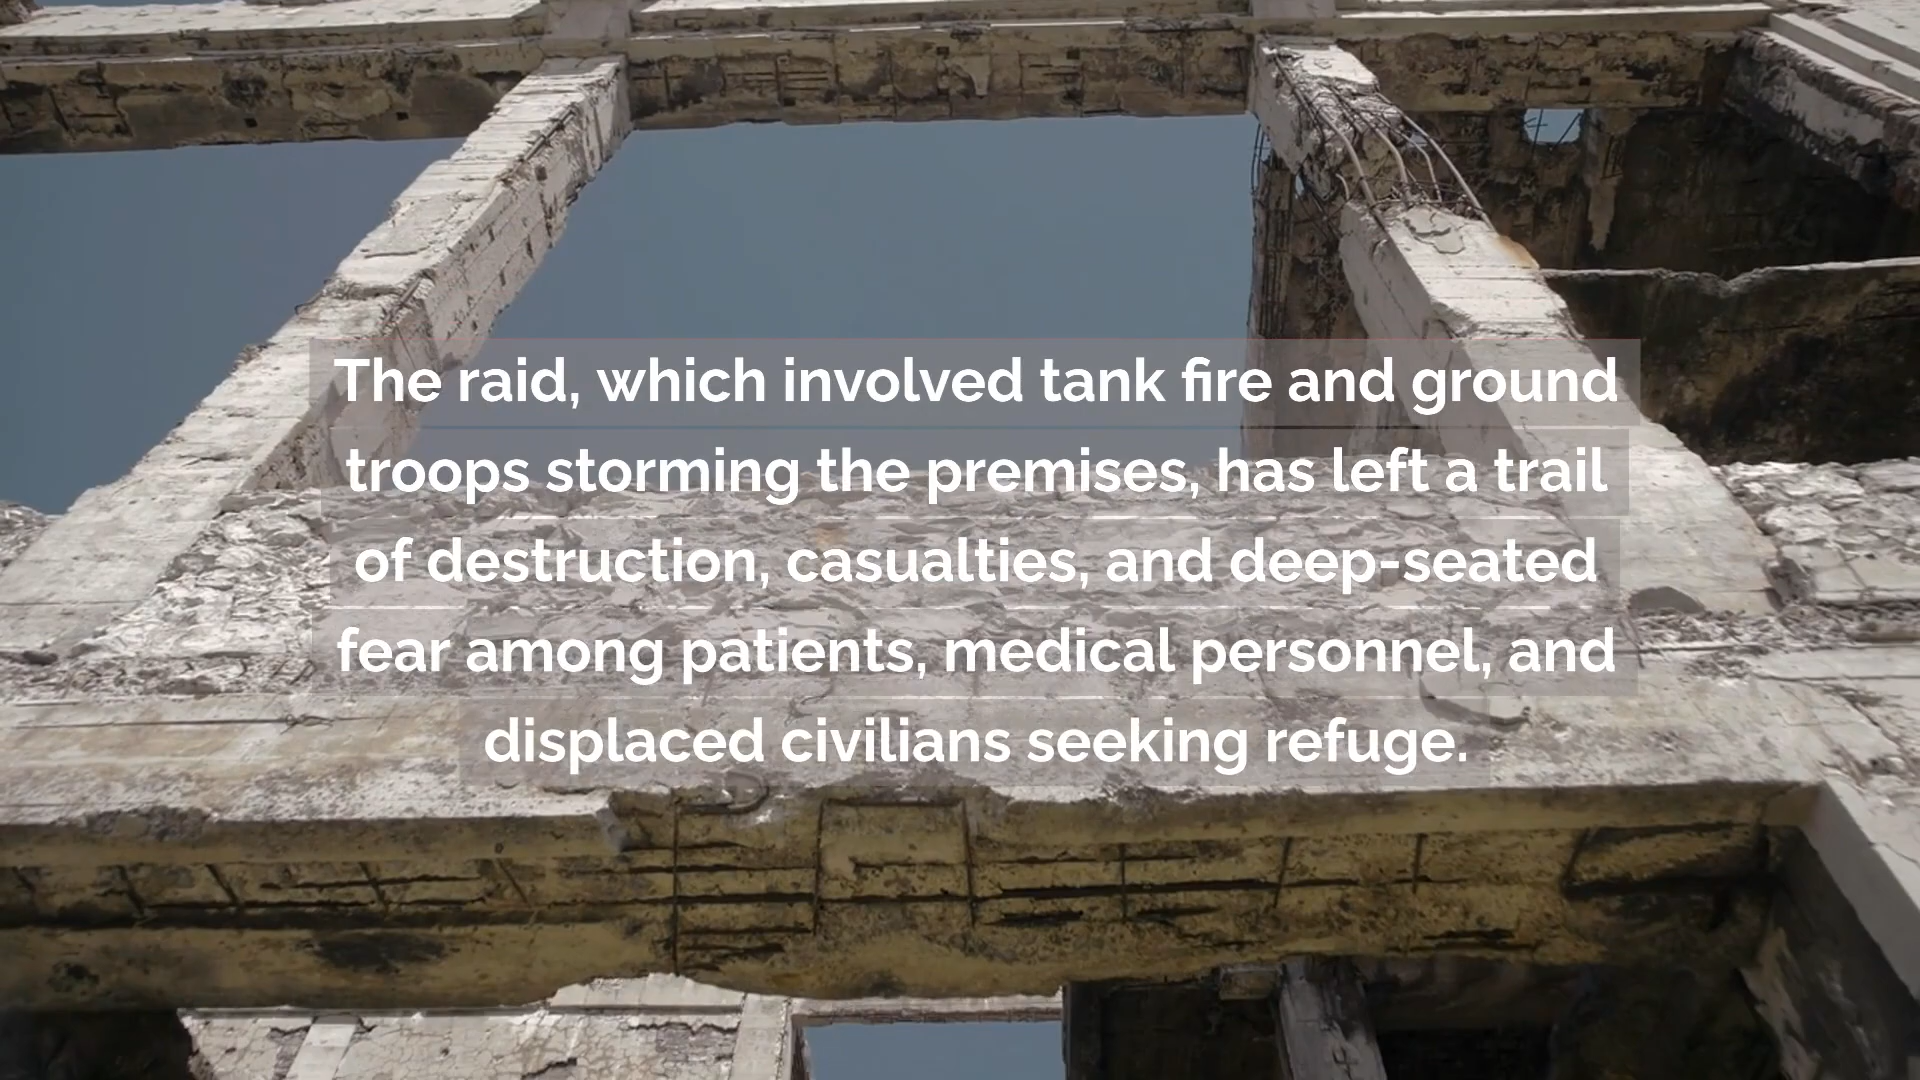 The raid, which involved tank fire and ground
troops storming the premises, has left a trail
of destruction, casualties, and deep-seated
fear among patients, medical personnel, and
displaced civilians seeking refuge.